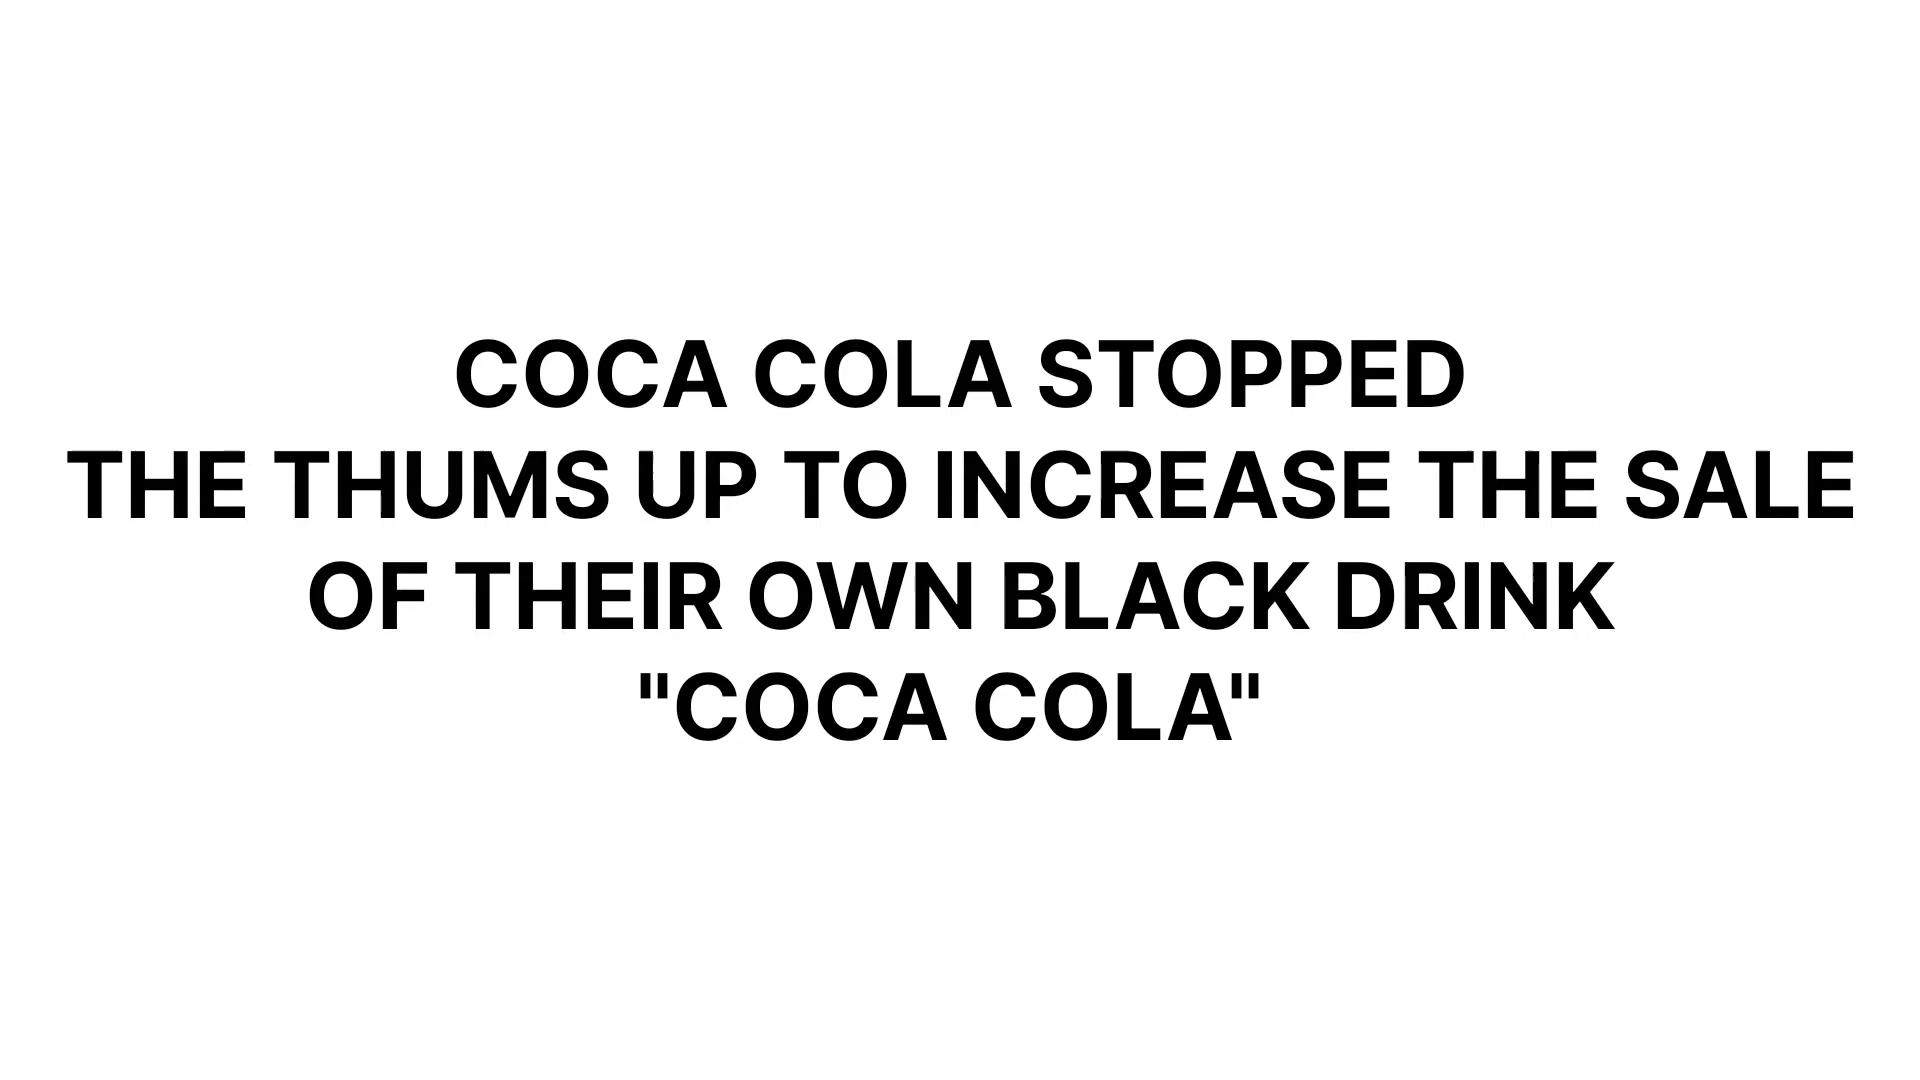 COCA COLA STOPPED
THE THUMS UP TO INCREASE THE SALE
OF THEIR OWN BLACK DRINK
"COCA COLA"